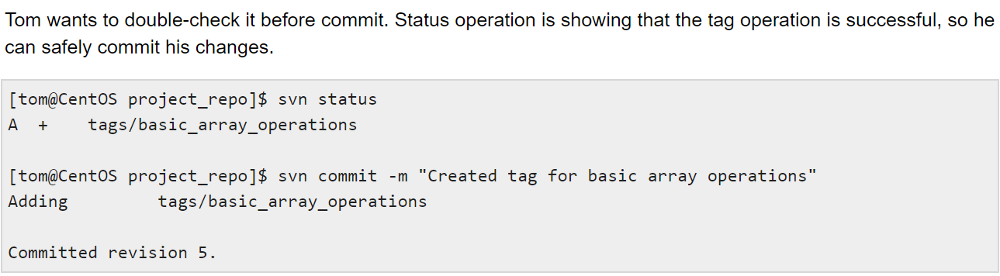 Tom wants to double-check it before commit. Status operation is showing that the tag operation is successful, so he
can safely commit his changes.
[tom@CentOS project_repo]$ svn status
A  +    tags/basic_array_operations
[tom@CentOS project_repo]$ svn commit -m "Created tag for basic array operations"
Adding         tags/basic_array_operations
Committed revision 5.